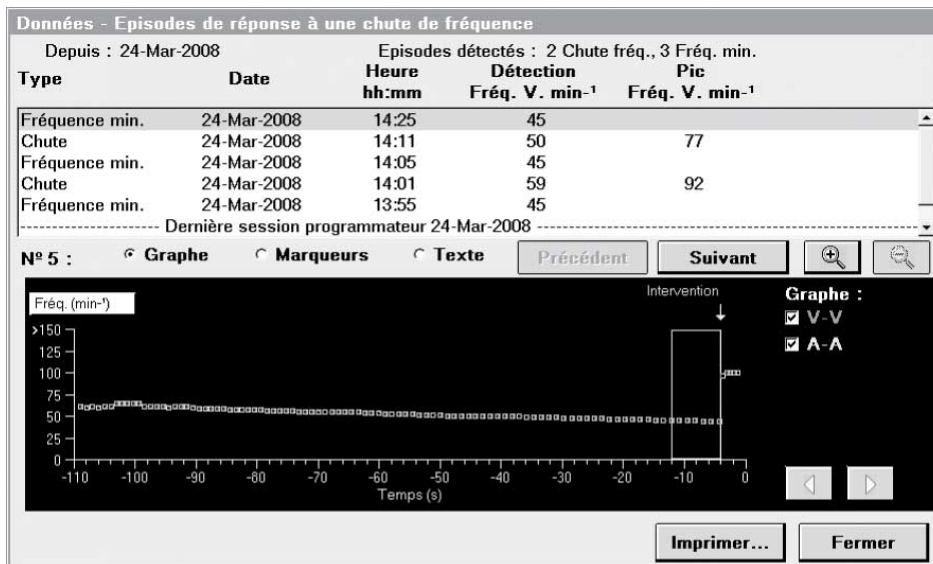 Données - Episodes de réponse à une chute de fréquence
Depuis : 24-Mar-2008 Episodes détectés : 2 Chute fréq., 3 Fréq. min.
Type Date Heure hh:mm Détection Fréq. V. min-¹ Pic Fréq. V. min-¹
Fréquence min. 24-Mar-2008 14:25 45
Chute 24-Mar-2008 14:11 50 77
Fréquence min. 24-Mar-2008 14:05 45
Chute 24-Mar-2008 14:01 59 92
Fréquence min. 24-Mar-2008 13:55 45
-------------------- Dernière session programmateur 24-Mar-2008 --------------------
Nº 5 : Graphe Marqueurs Texte Précédent Suivant
Intervention
Graphe :
Fréq. (min-¹)
V-V
A-A
>150
125
100
75
50
25
0
-110 -100 -90 -80 -70 -60 -50 -40 -30 -20 -10 0
Temps (s)
Imprimer... Fermer